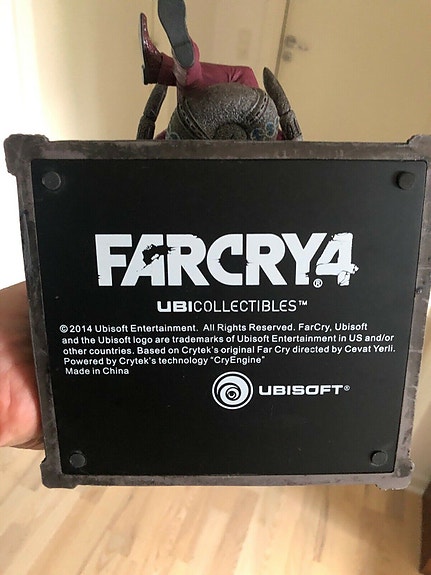 FARCRY4®
UBICOLLECTIBLES™
© 2014 Ubisoft Entertainment. All Rights Reserved. FarCry, Ubisoft
and the Ubisoft logo are trademarks of Ubisoft Entertainment in US and/or
other countries. Based on Crytek's original Far Cry directed by Cevat Yerli.
Powered by Crytek's technology "CryEngine"
Made in China
UBISOFT®